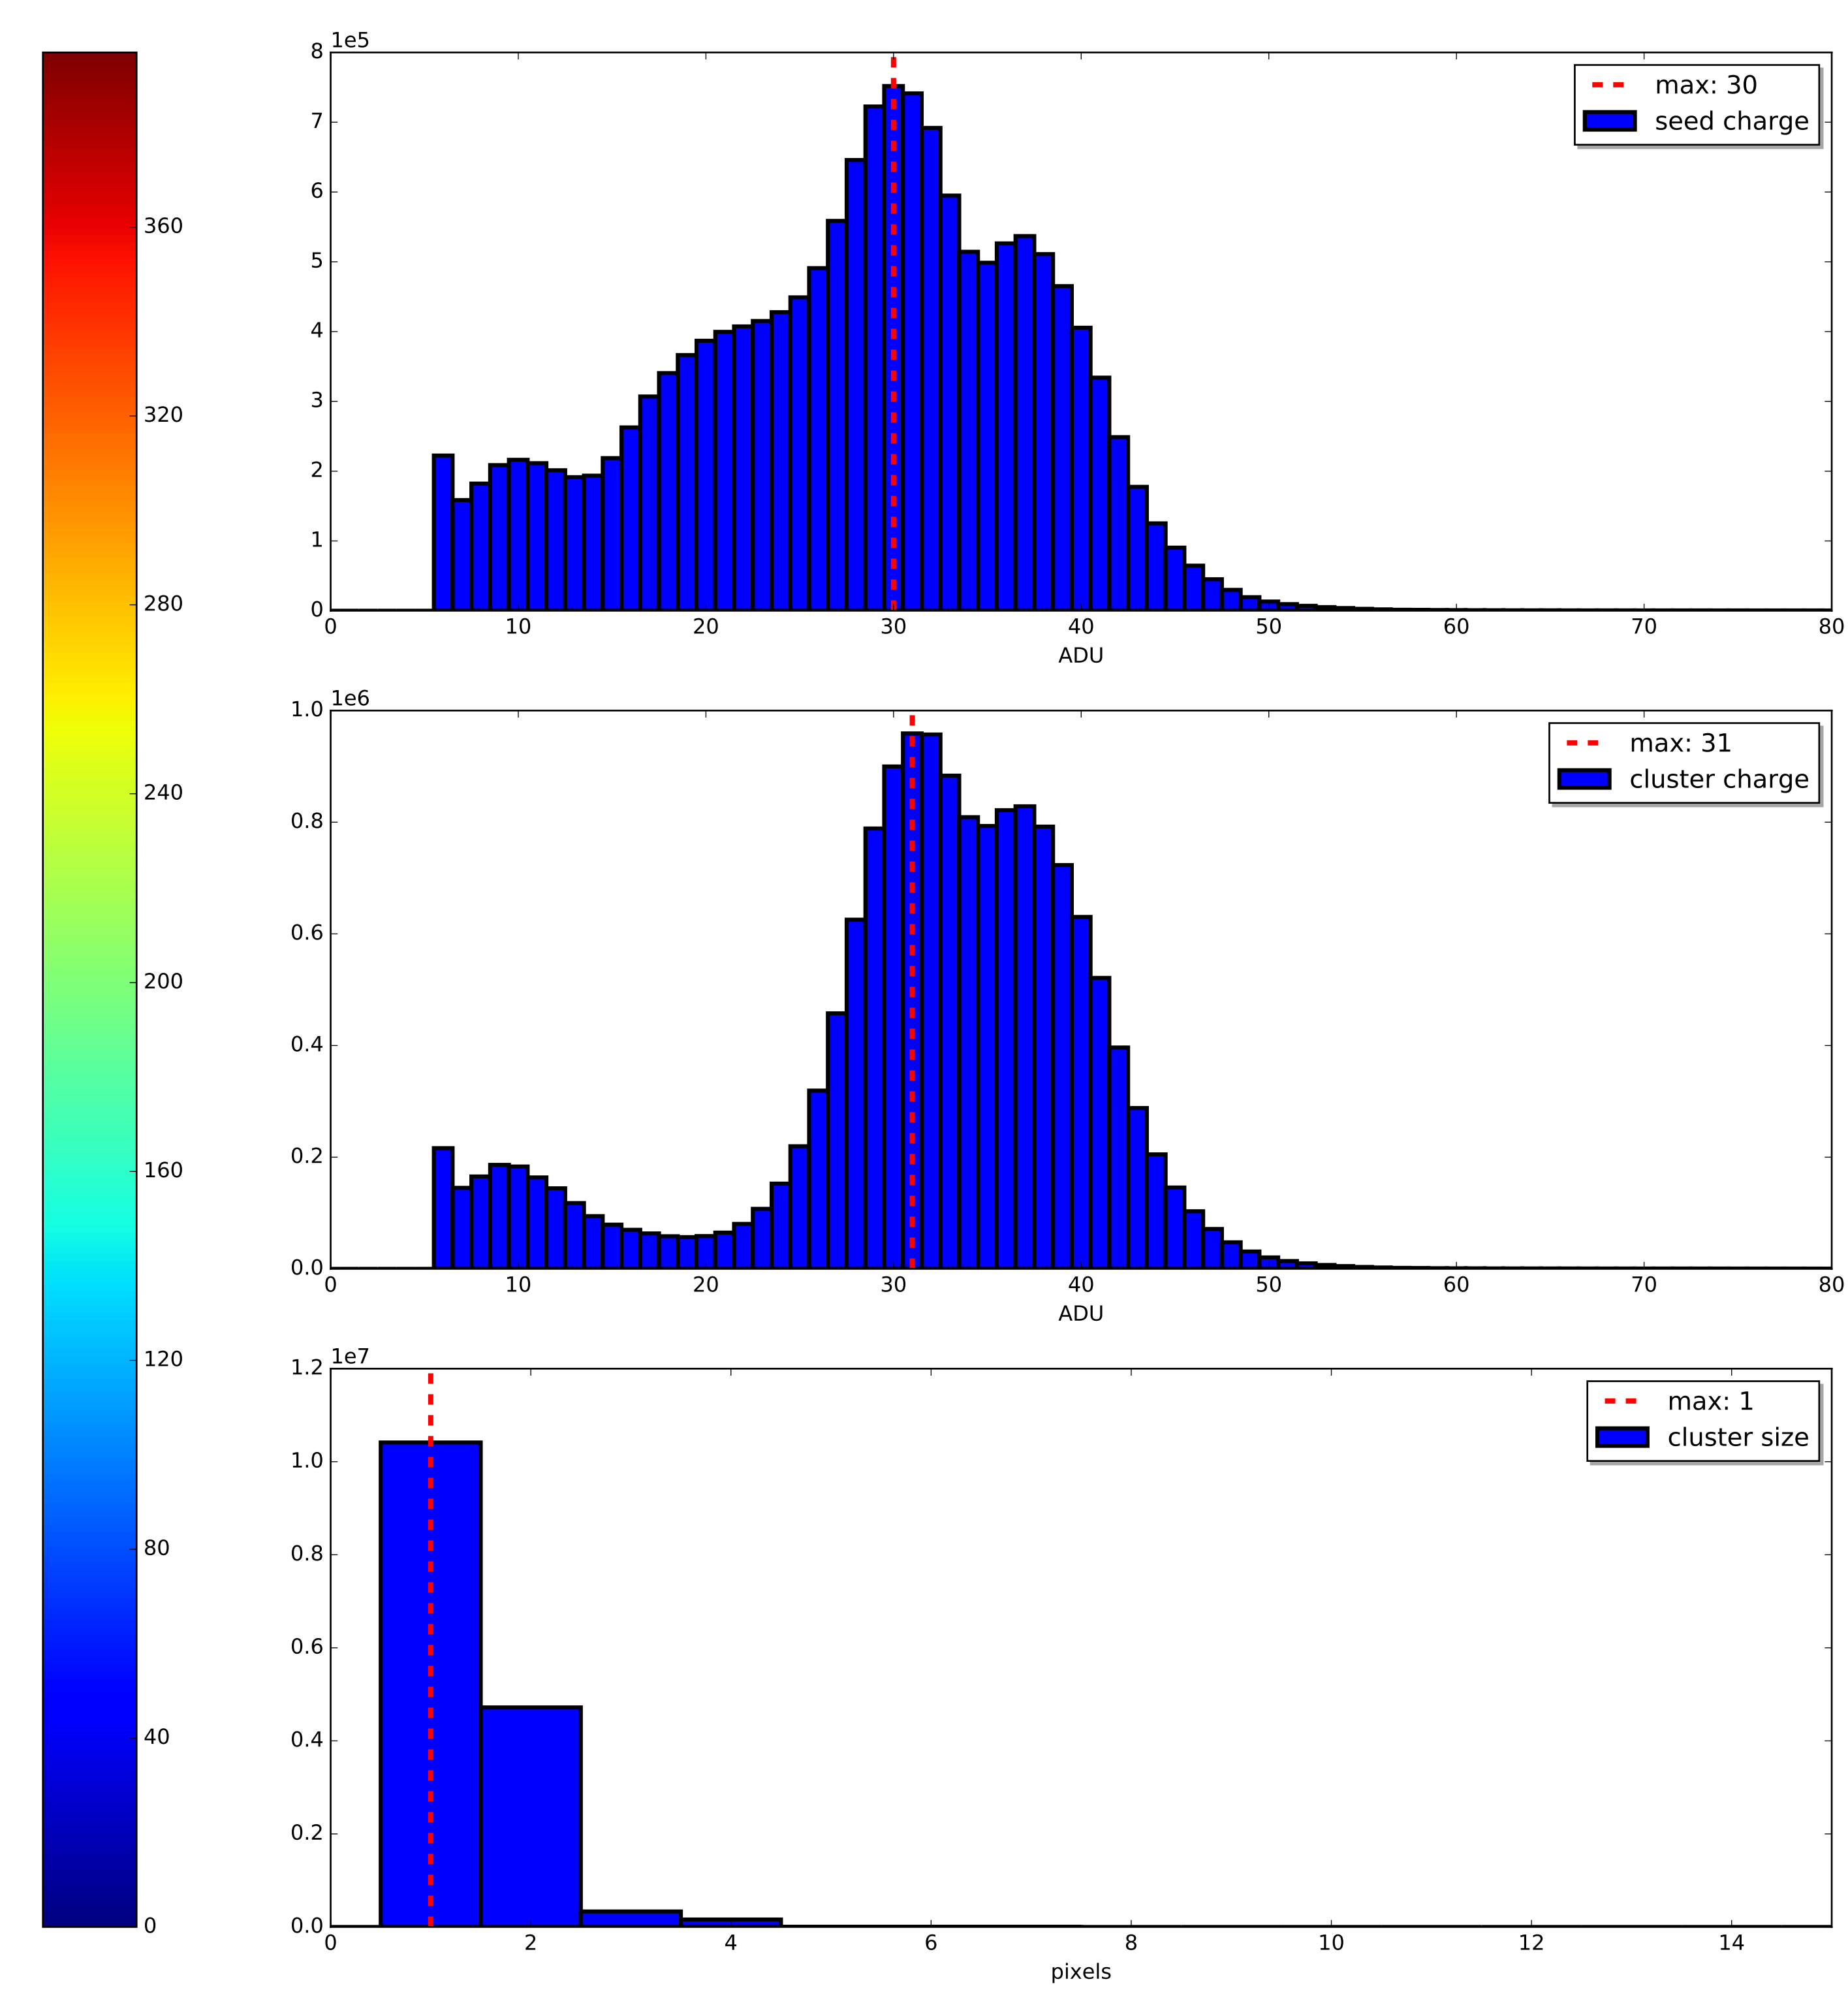 360
320
280
240
200
160
120
80
40
0
1e5
8
7
6
5
4
3
2
1
0
max: 30
seed charge
0 10 20 30 40 50 60 70 80
ADU
1e6
1.0
0.8
0.6
0.4
0.2
0.0
max: 31
cluster charge
0 10 20 30 40 50 60 70 80
ADU
1e7
1.2
1.0
0.8
0.6
0.4
0.2
0.0
max: 1
cluster size
0 2 4 6 8 10 12 14
pixels